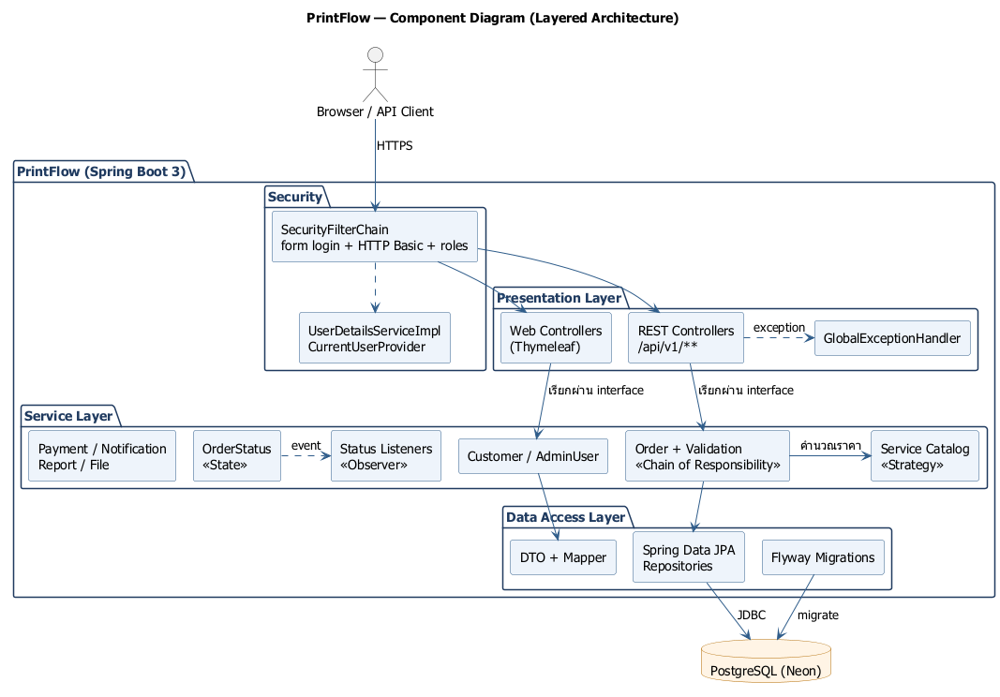 PrintFlow — Component Diagram (Layered Architecture)
Browser / API Client
HTTPS
PrintFlow (Spring Boot 3)
Security
SecurityFilterChain
form login + HTTP Basic + roles
UserDetailsServiceImpl
CurrentUserProvider
Presentation Layer
Web Controllers
(Thymeleaf)
REST Controllers
/api/v1/**
exception
GlobalExceptionHandler
เรียกผ่าน interface
เรียกผ่าน interface
Service Layer
Payment / Notification
Report / File
OrderStatus
«State»
event
Status Listeners
«Observer»
Customer / AdminUser
Order + Validation
«Chain of Responsibility»
คำนวณราคา
Service Catalog
«Strategy»
Data Access Layer
DTO + Mapper
Spring Data JPA
Repositories
Flyway Migrations
JDBC
migrate
PostgreSQL (Neon)